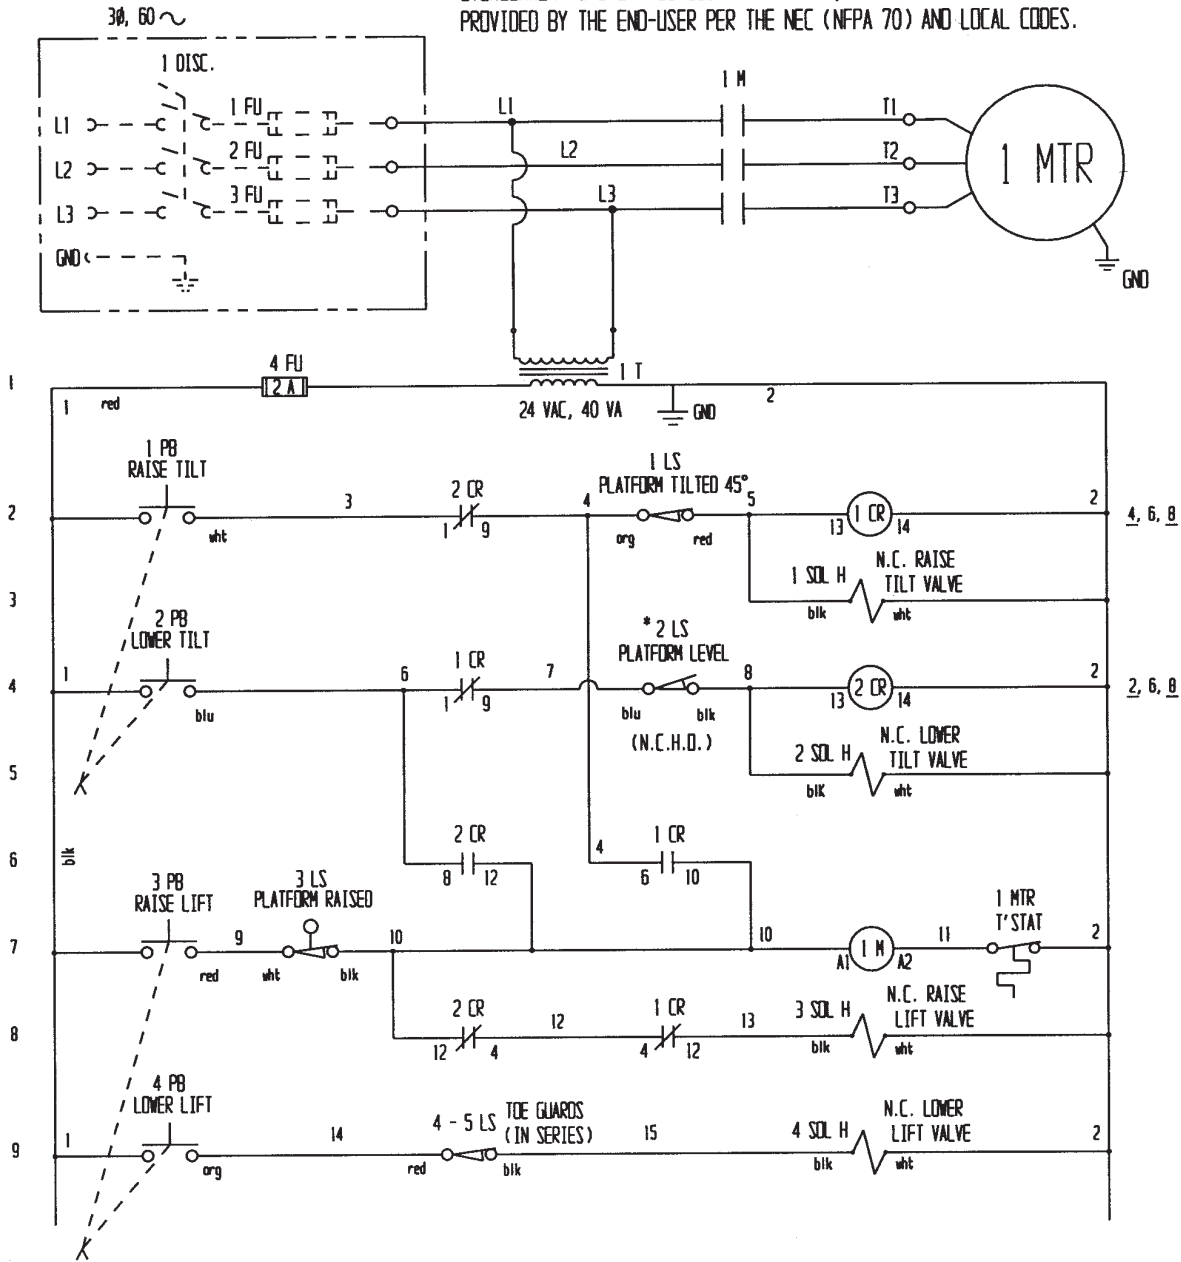 3Ø, 60 ~
PROVIDED BY THE END-USER PER THE NEC (NFPA 70) AND LOCAL CODES.
1 DISC.
1 M
L1
1 FU
L1
T1
L2
2 FU
L2
T2
1 MTR
L3
3 FU
L3
T3
GND
GND
4 FU
1 T
1
2 A
1
red
24 VAC, 40 VA
GND
2
1 PB
RAISE TILT
1 LS
PLATFORM TILTED 45°
2 CR
2
3
4
5
1 CR
2
4, 6, 8
wht
1
9
org
red
13
14
N.C. RAISE
TILT VALVE
3
1 SOL H
blk
wht
2 PB
LOWER TILT
* 2 LS
PLATFORM LEVEL
1 CR
4
1
6
7
8
2 CR
2
2, 6, 8
blu
1
9
blu
blk
13
14
(N.C.H.O.)
N.C. LOWER
TILT VALVE
5
2 SOL H
blK
wht
6
blk
2 CR
4
1 CR
8
12
6
10
3 PB
RAISE LIFT
3 LS
PLATFORM RAISED
1 MTR
T'STAT
7
9
10
10
1 M
11
2
red
wht
blk
A1
A2
2 CR
1 CR
N.C. RAISE
LIFT VALVE
8
12
13
3 SOL H
12
4
4
12
blk
wht
4 PB
LOWER LIFT
TOE GUARDS
4 - 5 LS (IN SERIES)
N.C. LOWER
LIFT VALVE
9
1
14
15
4 SOL H
2
org
red
blk
blk
wht